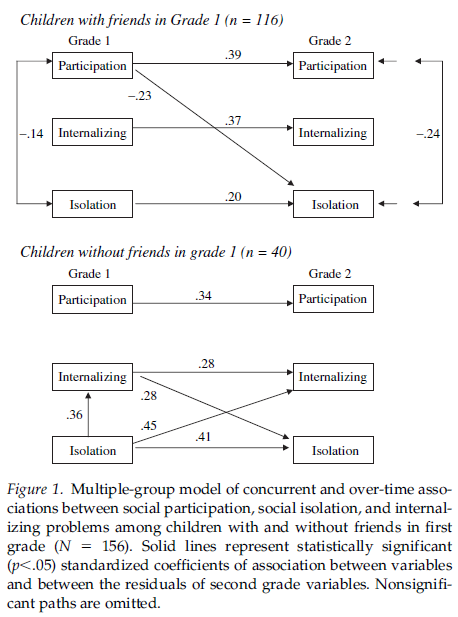 Children with friends in Grade 1 (n = 116)
Grade 1 Grade 2
Participation .39 Participation
−.23
−.14 Internalizing .37 Internalizing −.24
Isolation .20 Isolation
Children without friends in grade 1 (n = 40)
Grade 1 Grade 2
Participation .34 Participation
Internalizing .28 Internalizing
.28
.36
.45
.41
Isolation Isolation
Figure 1. Multiple-group model of concurrent and over-time asso-
ciations between social participation, social isolation, and internal-
izing problems among children with and without friends in first
grade (N = 156). Solid lines represent statistically significant
(p<.05) standardized coefficients of association between variables
and between the residuals of second grade variables. Nonsignifi-
cant paths are omitted.